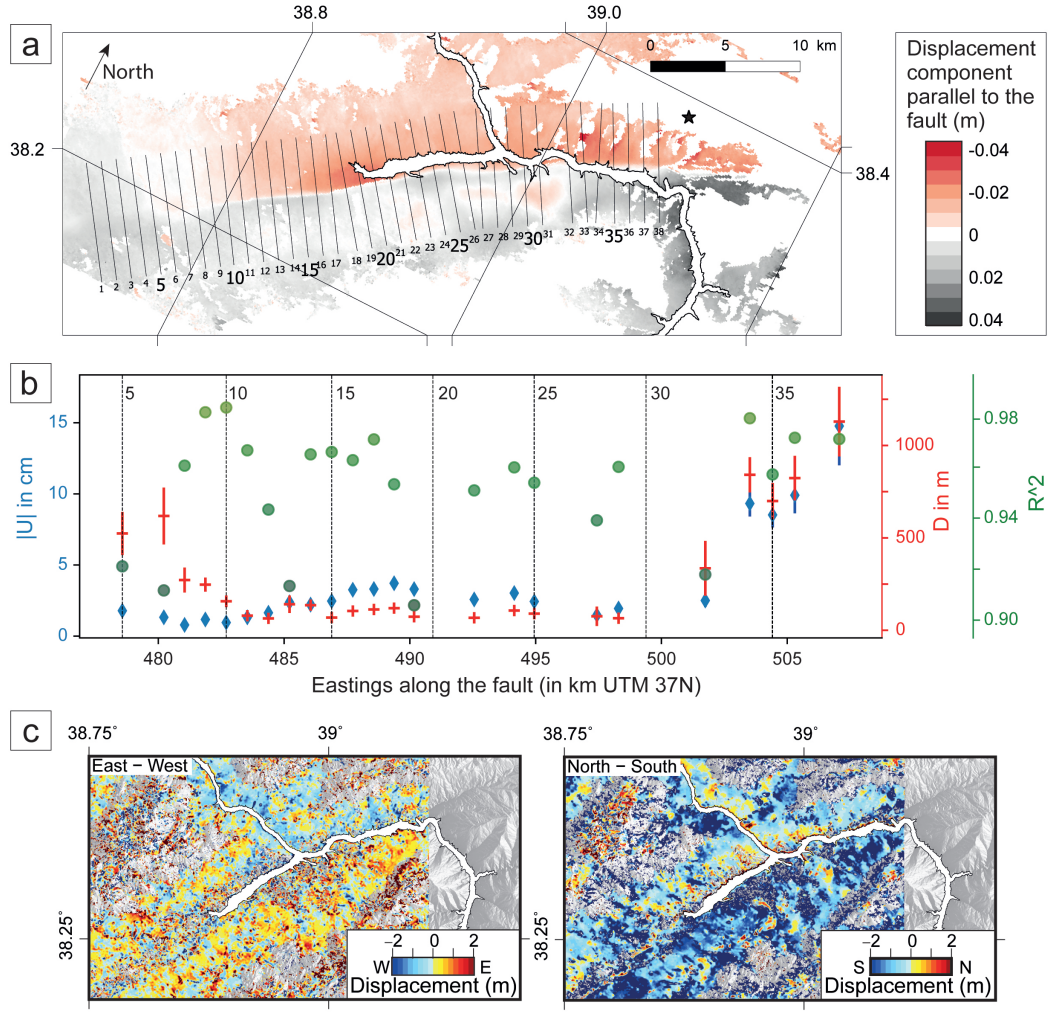 a
38.8
39.0
North
0 5 10 km
38.2
38.4
1 2 3 4 5 6 7 8 9 10 11 12 13 14 15 16 17 18 19 20 21 22 23 24 25 26 27 28 29 30 31 32 33 34 35 36 37 38
Displacement
component
parallel to the
fault (m)
-0.04
-0.02
0
0.02
0.04
b
5 10 15 20 25 30 35
15
10
5
0
|U| in cm
1000
500
0
D in m
0.98
0.94
0.90
R^2
480 485 490 495 500 505
Eastings along the fault (in km UTM 37N)
c
38.75° 39°
East – West
38.25°
−2 0 2
W E
Displacement (m)
38.75° 39°
North – South
38.25°
−2 0 2
S N
Displacement (m)